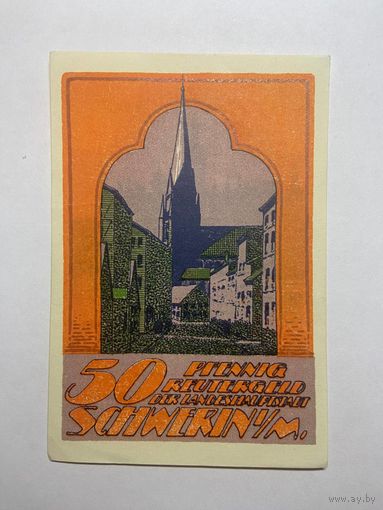 50 PFENNIG
REUTERGELD
DER LANDESHAUPTSTADT
SCHWERIN I/M.
www.ay.by